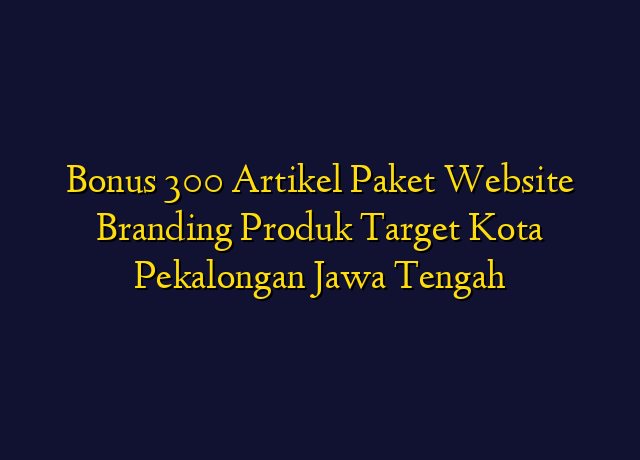 Bonus 300 Artikel Paket Website
Branding Produk Target Kota
Pekalongan Jawa Tengah